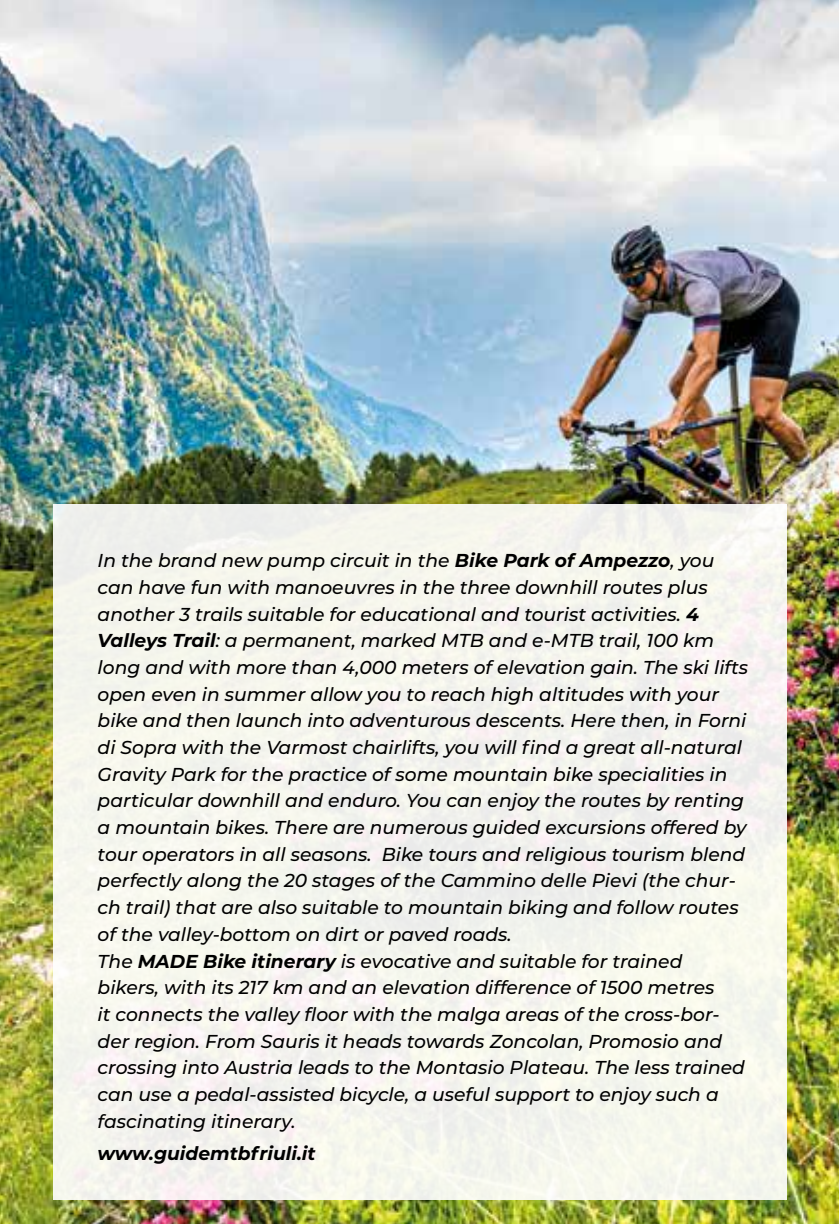 In the brand new pump circuit in the Bike Park of Ampezzo, you
can have fun with manoeuvres in the three downhill routes plus
another 3 trails suitable for educational and tourist activities. 4
Valleys Trail: a permanent, marked MTB and e-MTB trail, 100 km
long and with more than 4,000 meters of elevation gain. The ski lifts
open even in summer allow you to reach high altitudes with your
bike and then launch into adventurous descents. Here then, in Forni
di Sopra with the Varmost chairlifts, you will find a great all-natural
Gravity Park for the practice of some mountain bike specialities in
particular downhill and enduro. You can enjoy the routes by renting
a mountain bikes. There are numerous guided excursions offered by
tour operators in all seasons.  Bike tours and religious tourism blend
perfectly along the 20 stages of the Cammino delle Pievi (the chur-
ch trail) that are also suitable to mountain biking and follow routes
of the valley-bottom on dirt or paved roads.
The MADE Bike itinerary is evocative and suitable for trained
bikers, with its 217 km and an elevation difference of 1500 metres
it connects the valley floor with the malga areas of the cross-bor-
der region. From Sauris it heads towards Zoncolan, Promosio and
crossing into Austria leads to the Montasio Plateau. The less trained
can use a pedal-assisted bicycle, a useful support to enjoy such a
fascinating itinerary.
www.guidemtbfriuli.it